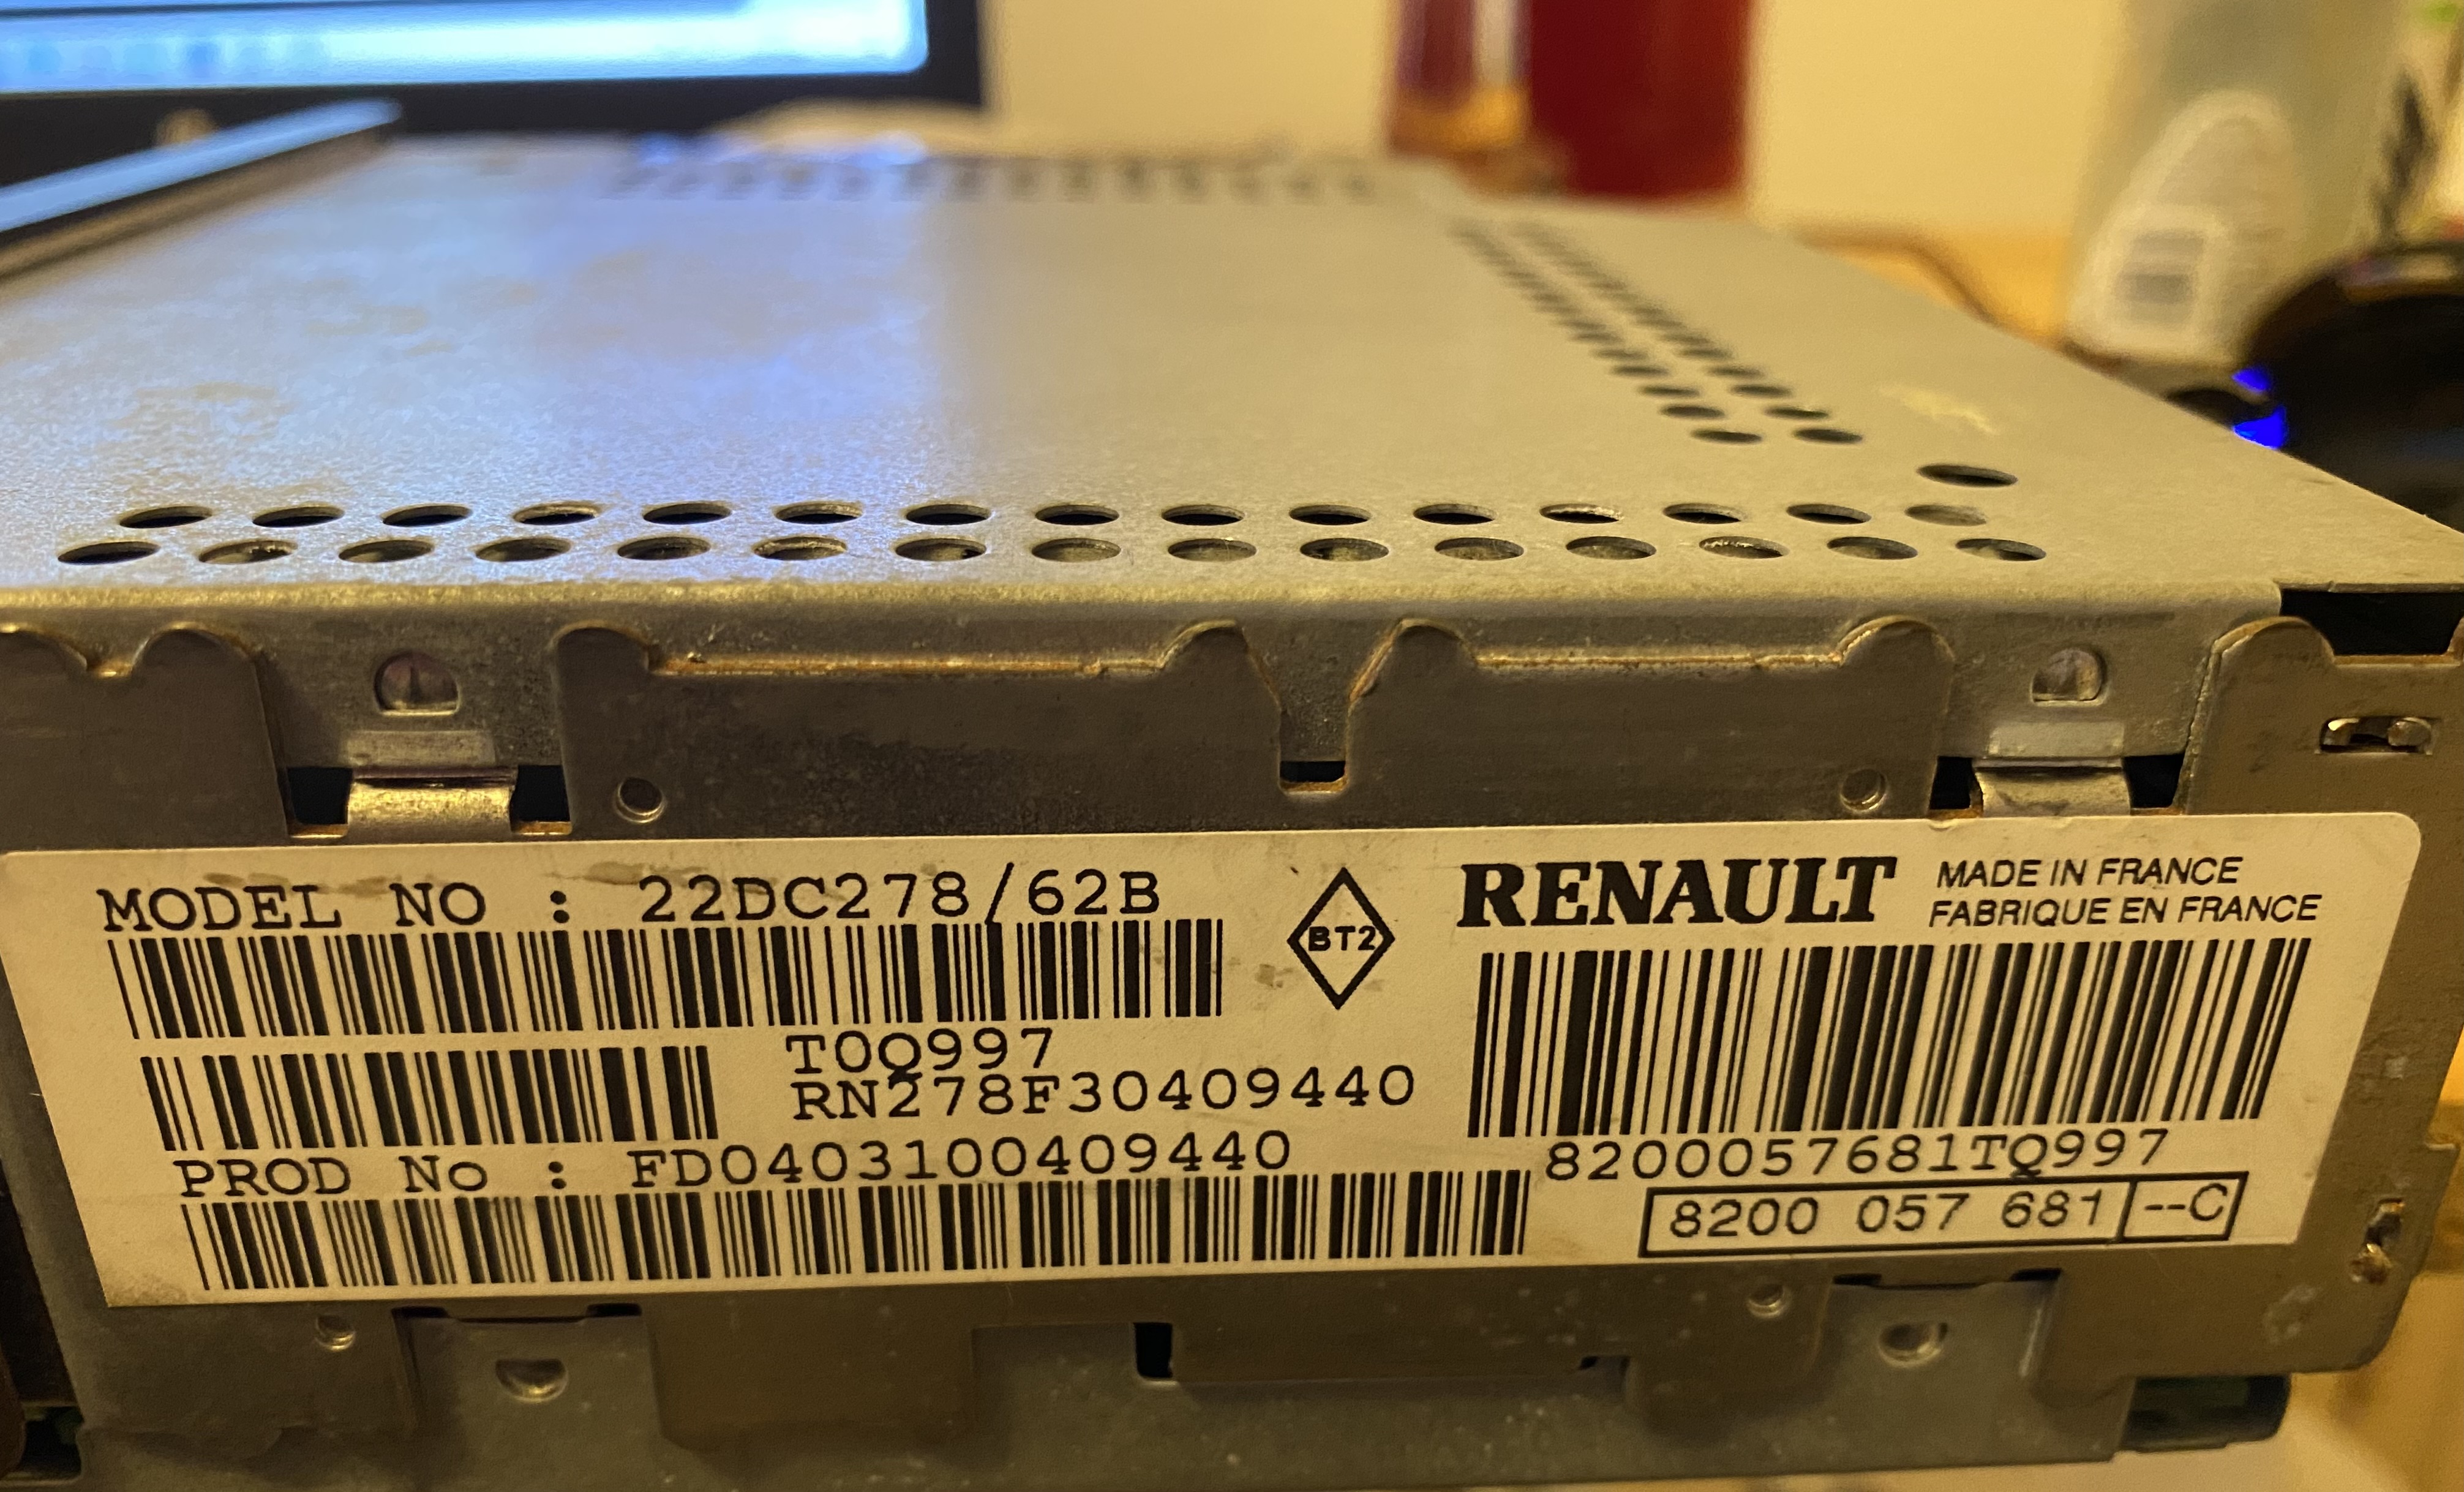 MODEL NO : 22DC278/62B
BT2
RENAULT
MADE IN FRANCE
FABRIQUE EN FRANCE
T0Q997
RN278F30409440
PROD No : FD0403100409440
8200057681TQ997
8200 057 681 --C